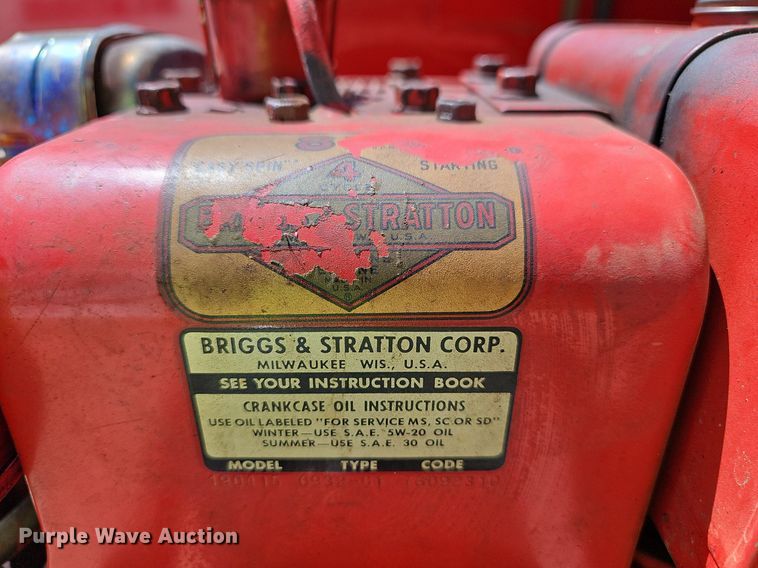 EASY SPIN STARTING
4
STRATTON
U.S.A.
IN
U.S.A.
BRIGGS & STRATTON CORP.
MILWAUKEE WIS., U.S.A.
SEE YOUR INSTRUCTION BOOK
CRANKCASE OIL INSTRUCTIONS
USE OIL LABELED "FOR SERVICE MS, SC OR SD"
WINTER—USE S.A.E. 5W-20 OIL
SUMMER—USE S.A.E. 30 OIL
MODEL TYPE CODE
Purple Wave Auction